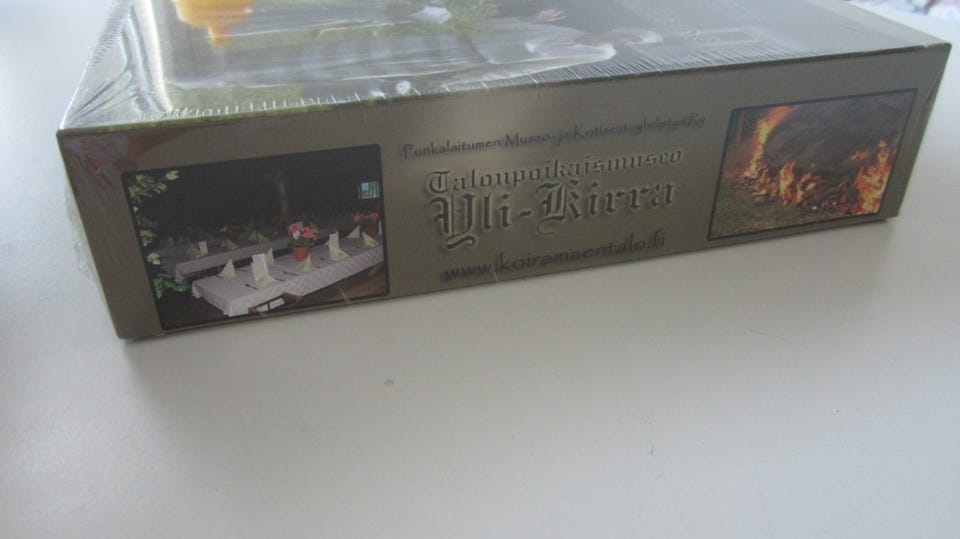 Punkalaitumen Museo- ja Kotiseutuyhdistys Ry
Talonpoikaismuseo
Yli-Kirra
www.koiramaentalo.fi